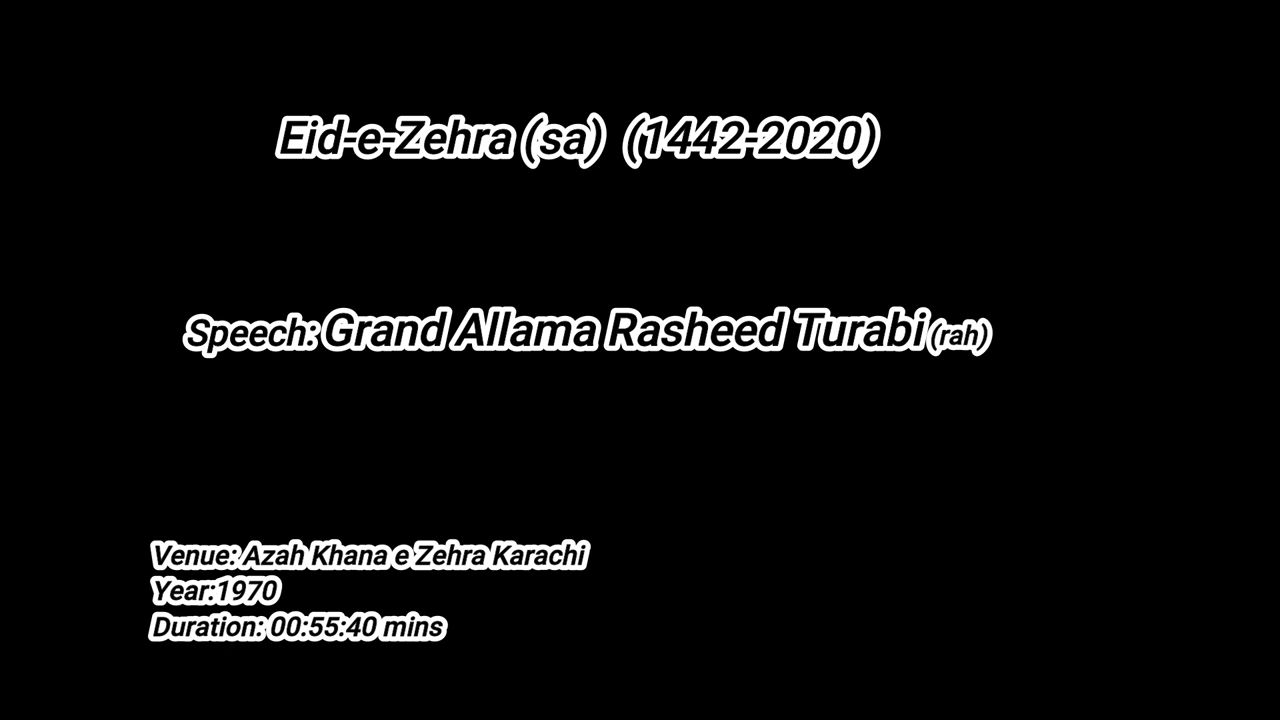 Eid-e-Zehra (sa) (1442-2020)
Speech: Grand Allama Rasheed Turabi (rah)
Venue: Azah Khana e Zehra Karachi
Year:1970
Duration: 00:55:40 mins